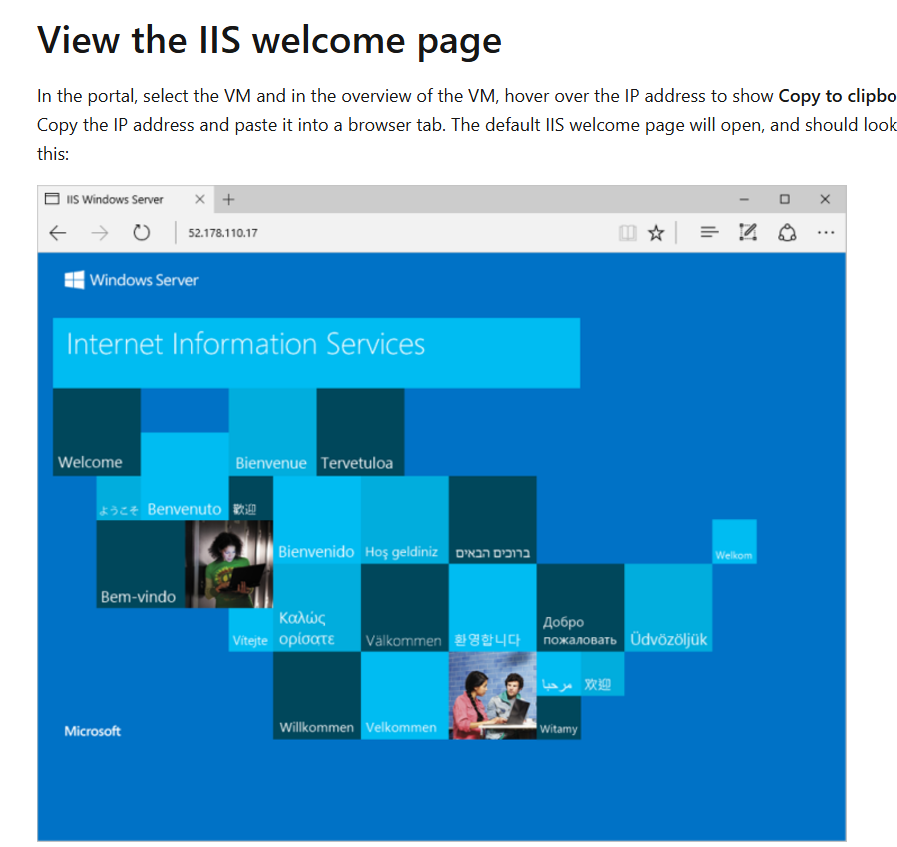 View the IIS welcome page
In the portal, select the VM and in the overview of the VM, hover over the IP address to show Copy to clipbo
Copy the IP address and paste it into a browser tab. The default IIS welcome page will open, and should look
this:
IIS Windows Server
52.178.110.17
Windows Server
Internet Information Services
Welcome
Bienvenue
Tervetuloa
ようこそ
Benvenuto
歡迎
Bienvenido
Hoş geldiniz
ברוכים הבאים
Welkom
Bem-vindo
Vítejte
Καλώς
ορίσατε
Välkommen
환영합니다
Добро
пожаловать
Üdvözöljük
مرحبا
欢迎
Microsoft
Willkommen
Velkommen
Witamy